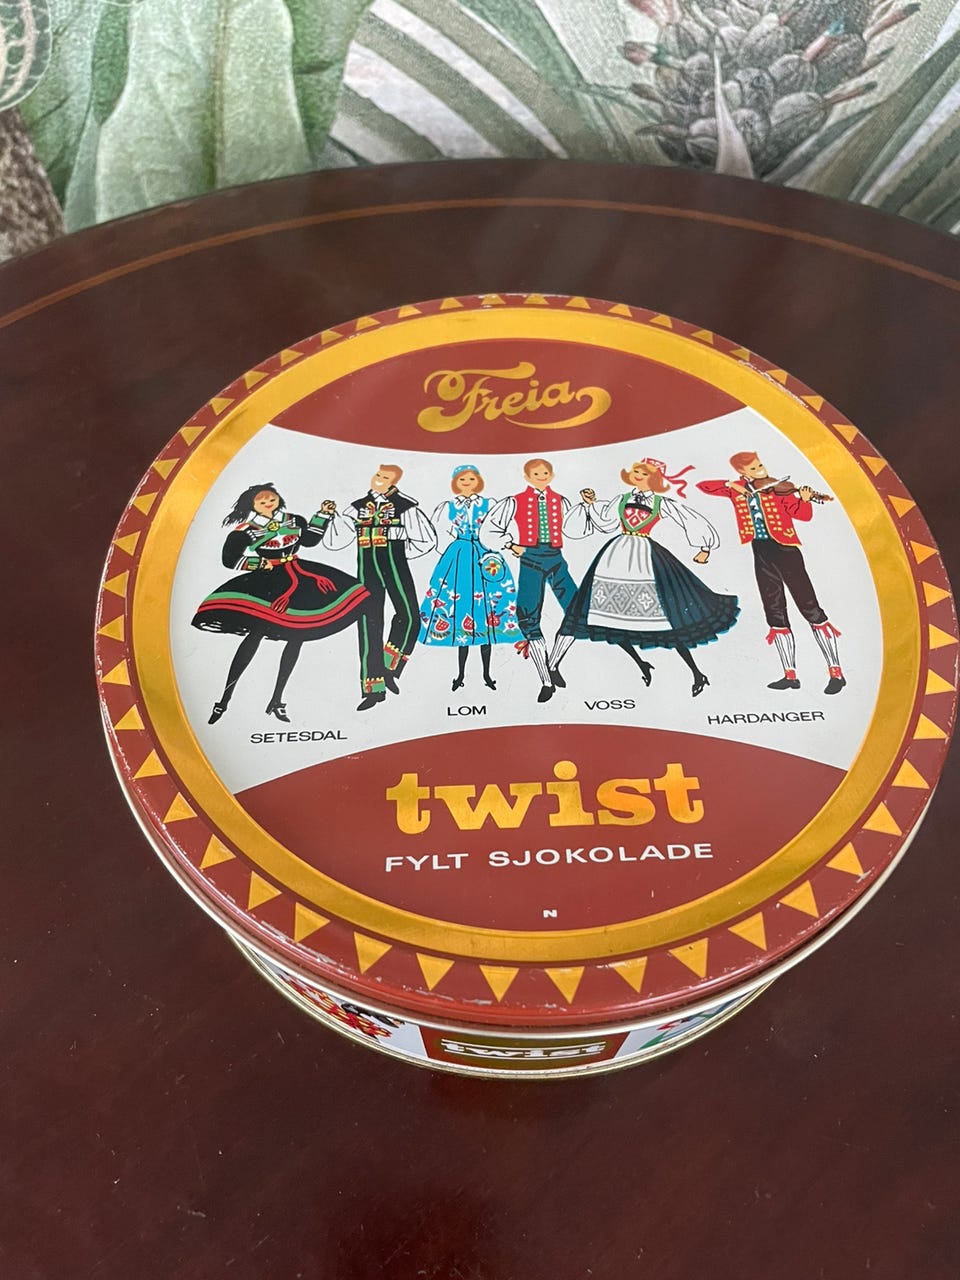 Freia
SETESDAL
LOM
VOSS
HARDANGER
twist
FYLT SJOKOLADE
N
twist